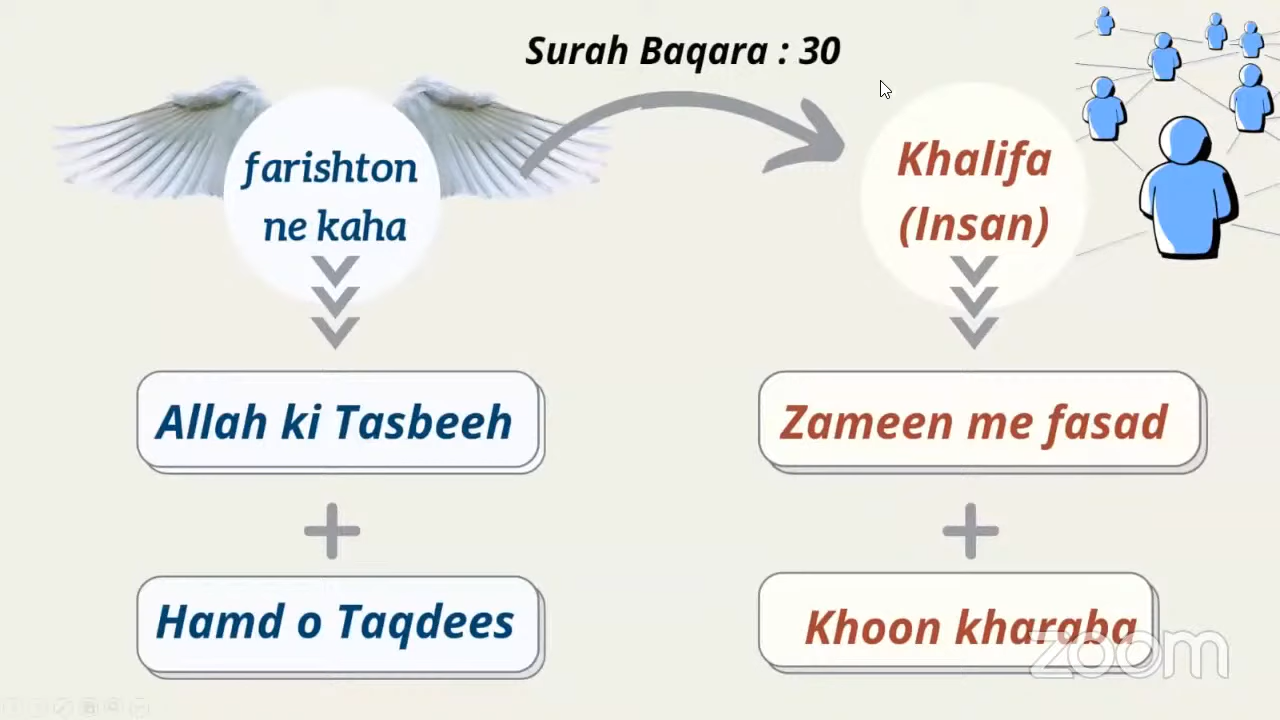 Surah Baqara : 30
farishton
ne kaha
Khalifa
(Insan)
Allah ki Tasbeeh
Zameen me fasad
Hamd o Taqdees
Khoon kharaba
zoom